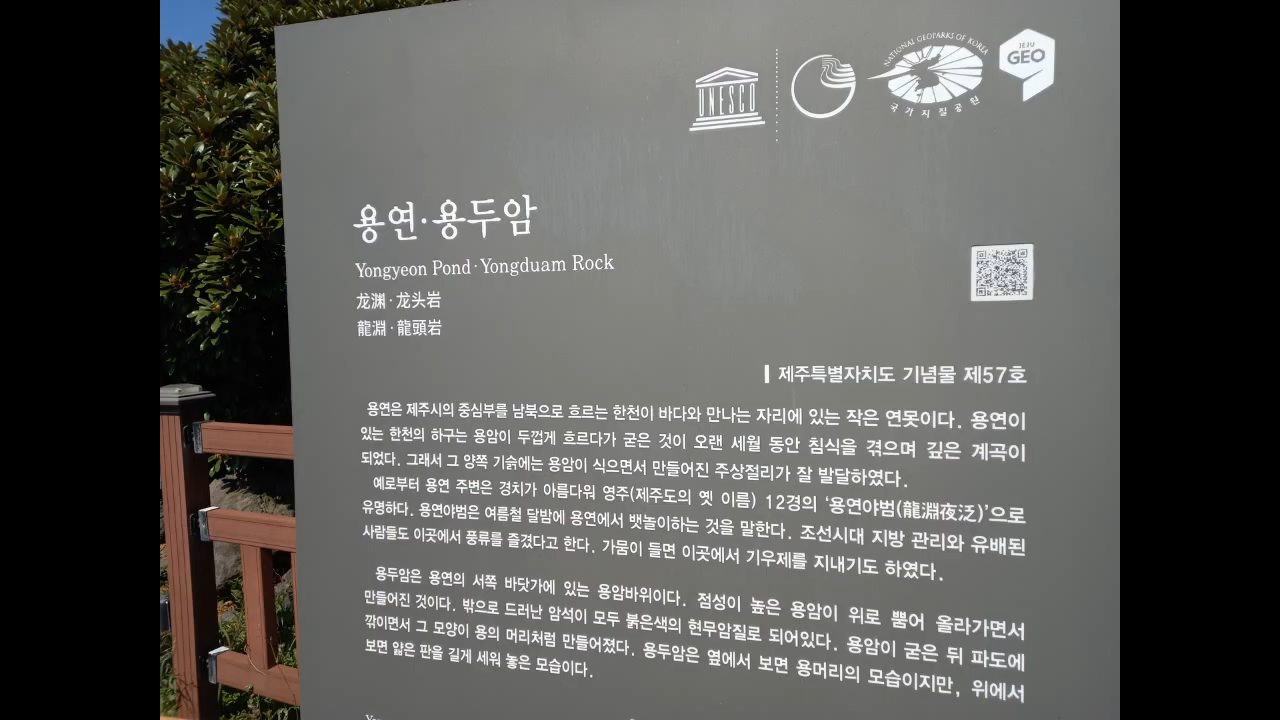 UNESCO
NATIONAL GEOPARKS OF KOREA
국가지질공원
JEJU
GEO
용연·용두암
Yongyeon Pond·Yongduam Rock
龙渊·龙头岩
龍淵·龍頭岩
제주특별자치도 기념물 제57호
용연은 제주시의 중심부를 남북으로 흐르는 한천이 바다와 만나는 자리에 있는 작은 연못이다. 용연이
있는 한천의 하구는 용암이 두껍게 흐르다가 굳은 것이 오랜 세월 동안 침식을 겪으며 깊은 계곡이
되었다. 그래서 그 양쪽 기슭에는 용암이 식으면서 만들어진 주상절리가 잘 발달하였다.
예로부터 용연 주변은 경치가 아름다워 영주(제주도의 옛 이름) 12경의 '용연야범(龍淵夜泛)'으로
유명하다. 용연야범은 여름철 달밤에 용연에서 뱃놀이하는 것을 말한다. 조선시대 지방 관리와 유배된
사람들도 이곳에서 풍류를 즐겼다고 한다. 가뭄이 들면 이곳에서 기우제를 지내기도 하였다.
용두암은 용연의 서쪽 바닷가에 있는 용암바위이다. 점성이 높은 용암이 위로 뿜어 올라가면서
만들어진 것이다. 밖으로 드러난 암석이 모두 붉은색의 현무암질로 되어있다. 용암이 굳은 뒤 파도에
깎이면서 그 모양이 용의 머리처럼 만들어졌다. 용두암은 옆에서 보면 용머리의 모습이지만, 위에서
보면 얇은 판을 길게 세워 놓은 모습이다.